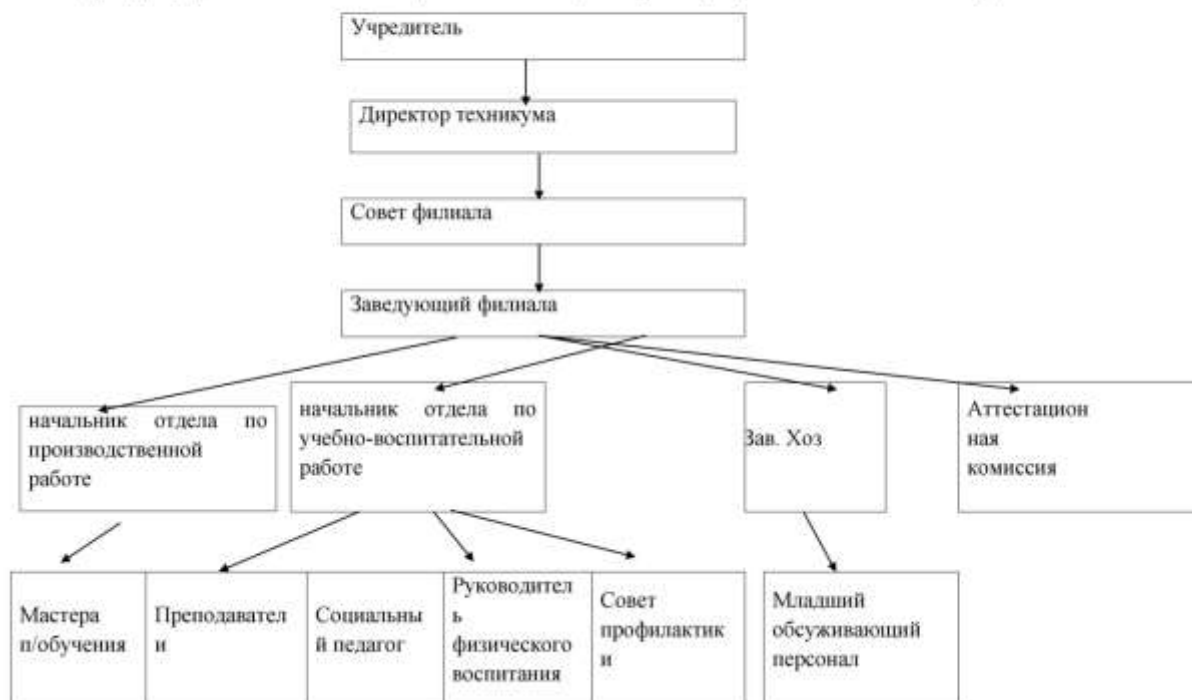 Учредитель
Директор техникума
Совет филиала
Заведующий филиала
начальник отдела по
производственной
работе
начальник отдела по
учебно-воспитательной
работе
Зав. Хоз
Аттестацион
ная
комиссия
Мастера
п/обучения
Преподавател
и
Социальны
й педагог
Руководител
ь
физического
воспитания
Совет
профилактик
и
Младший
обсуживающий
персонал